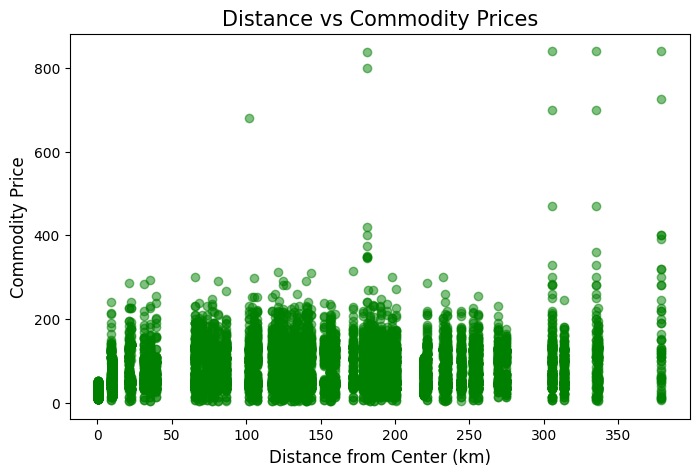 Distance vs Commodity Prices
Commodity Price
800
600
400
200
0
0 50 100 150 200 250 300 350
Distance from Center (km)